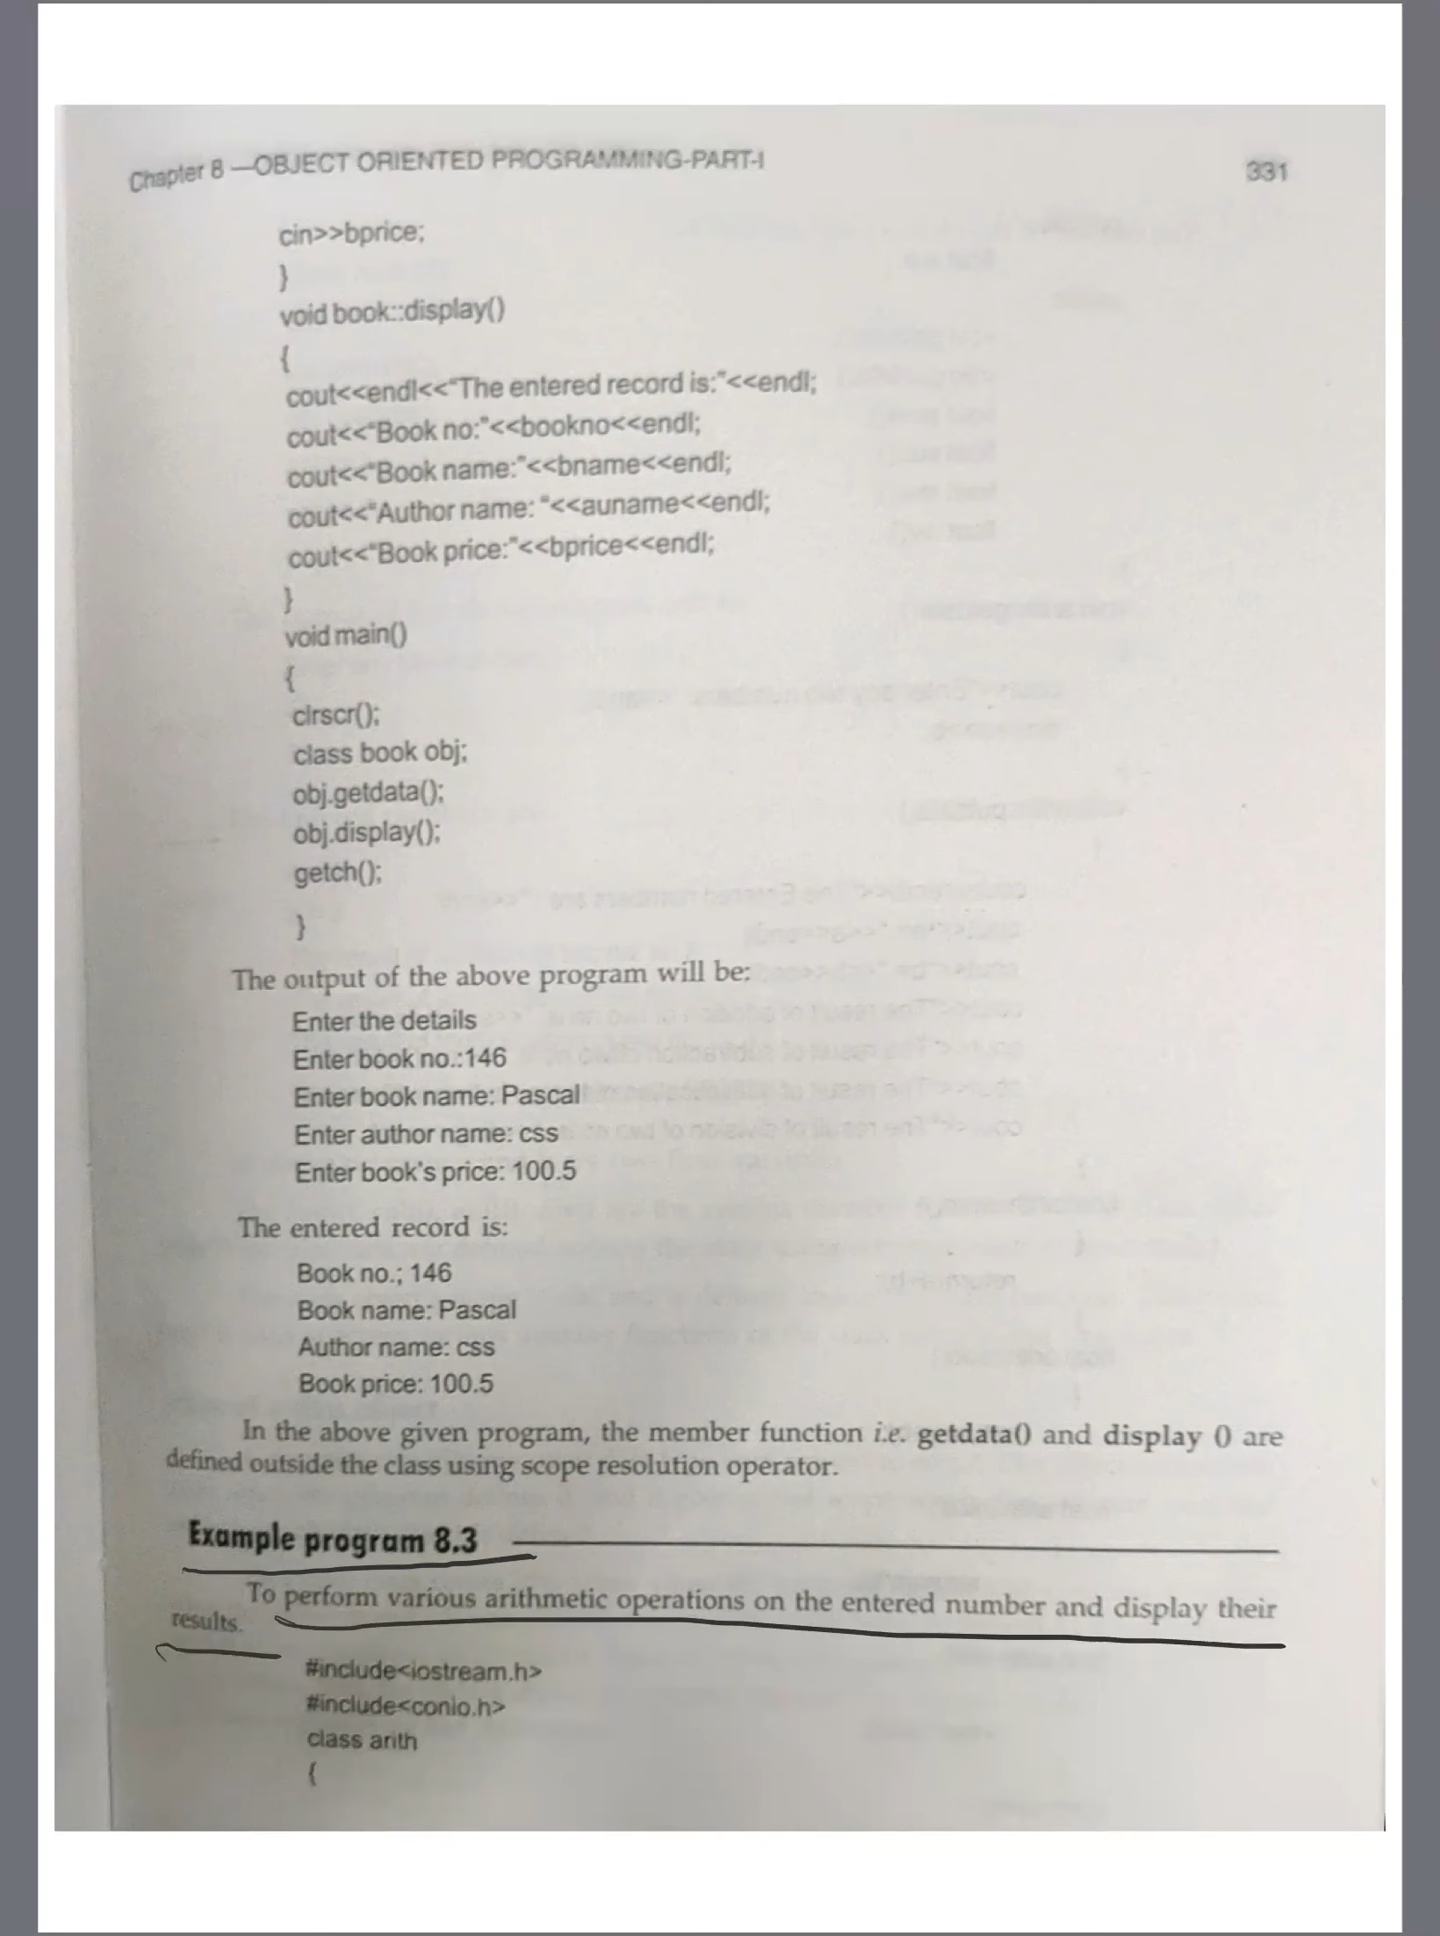 Chapter 8 —OBJECT ORIENTED PROGRAMMING-PART-I 331
cin>>bprice;
}
void book::display()
{
cout<<endl<<"The entered record is:"<<endl;
cout<<"Book no:"<<bookno<<endl;
cout<<"Book name:"<<bname<<endl;
cout<<"Author name: "<<auname<<endl;
cout<<"Book price:"<<bprice<<endl;
}
void main()
{
clrscr();
class book obj;
obj.getdata();
obj.display();
getch();
}
The output of the above program will be:
Enter the details
Enter book no.:146
Enter book name: Pascal
Enter author name: css
Enter book's price: 100.5
The entered record is:
Book no.; 146
Book name: Pascal
Author name: css
Book price: 100.5
In the above given program, the member function i.e. getdata() and display () are
defined outside the class using scope resolution operator.
Example program 8.3
To perform various arithmetic operations on the entered number and display their
results.
#include<iostream.h>
#include<conio.h>
class arith
{